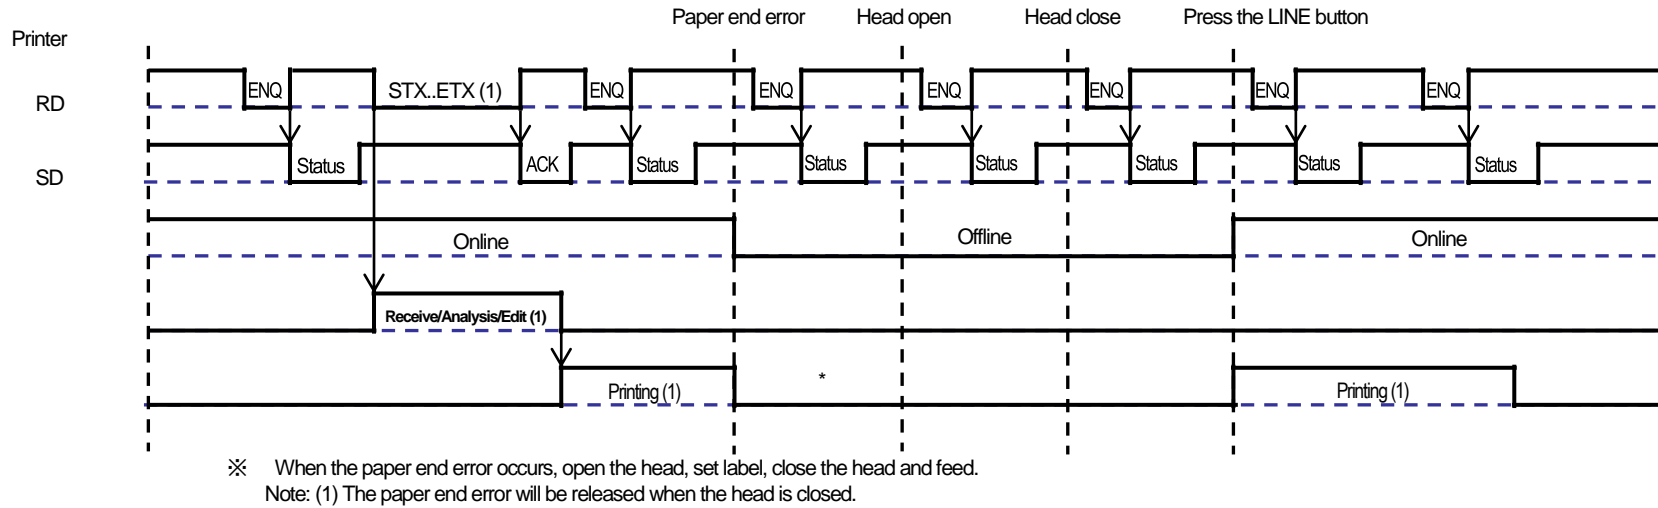 Paper end error Head open Head close Press the LINE button
Printer
RD ENQ STX..ETX (1) ENQ ENQ ENQ ENQ ENQ ENQ
SD Status ACK Status Status Status Status Status Status
Online Offline Online
Receive/Analysis/Edit (1)
Printing (1) * Printing (1)
※ When the paper end error occurs, open the head, set label, close the head and feed.
Note: (1) The paper end error will be released when the head is closed.